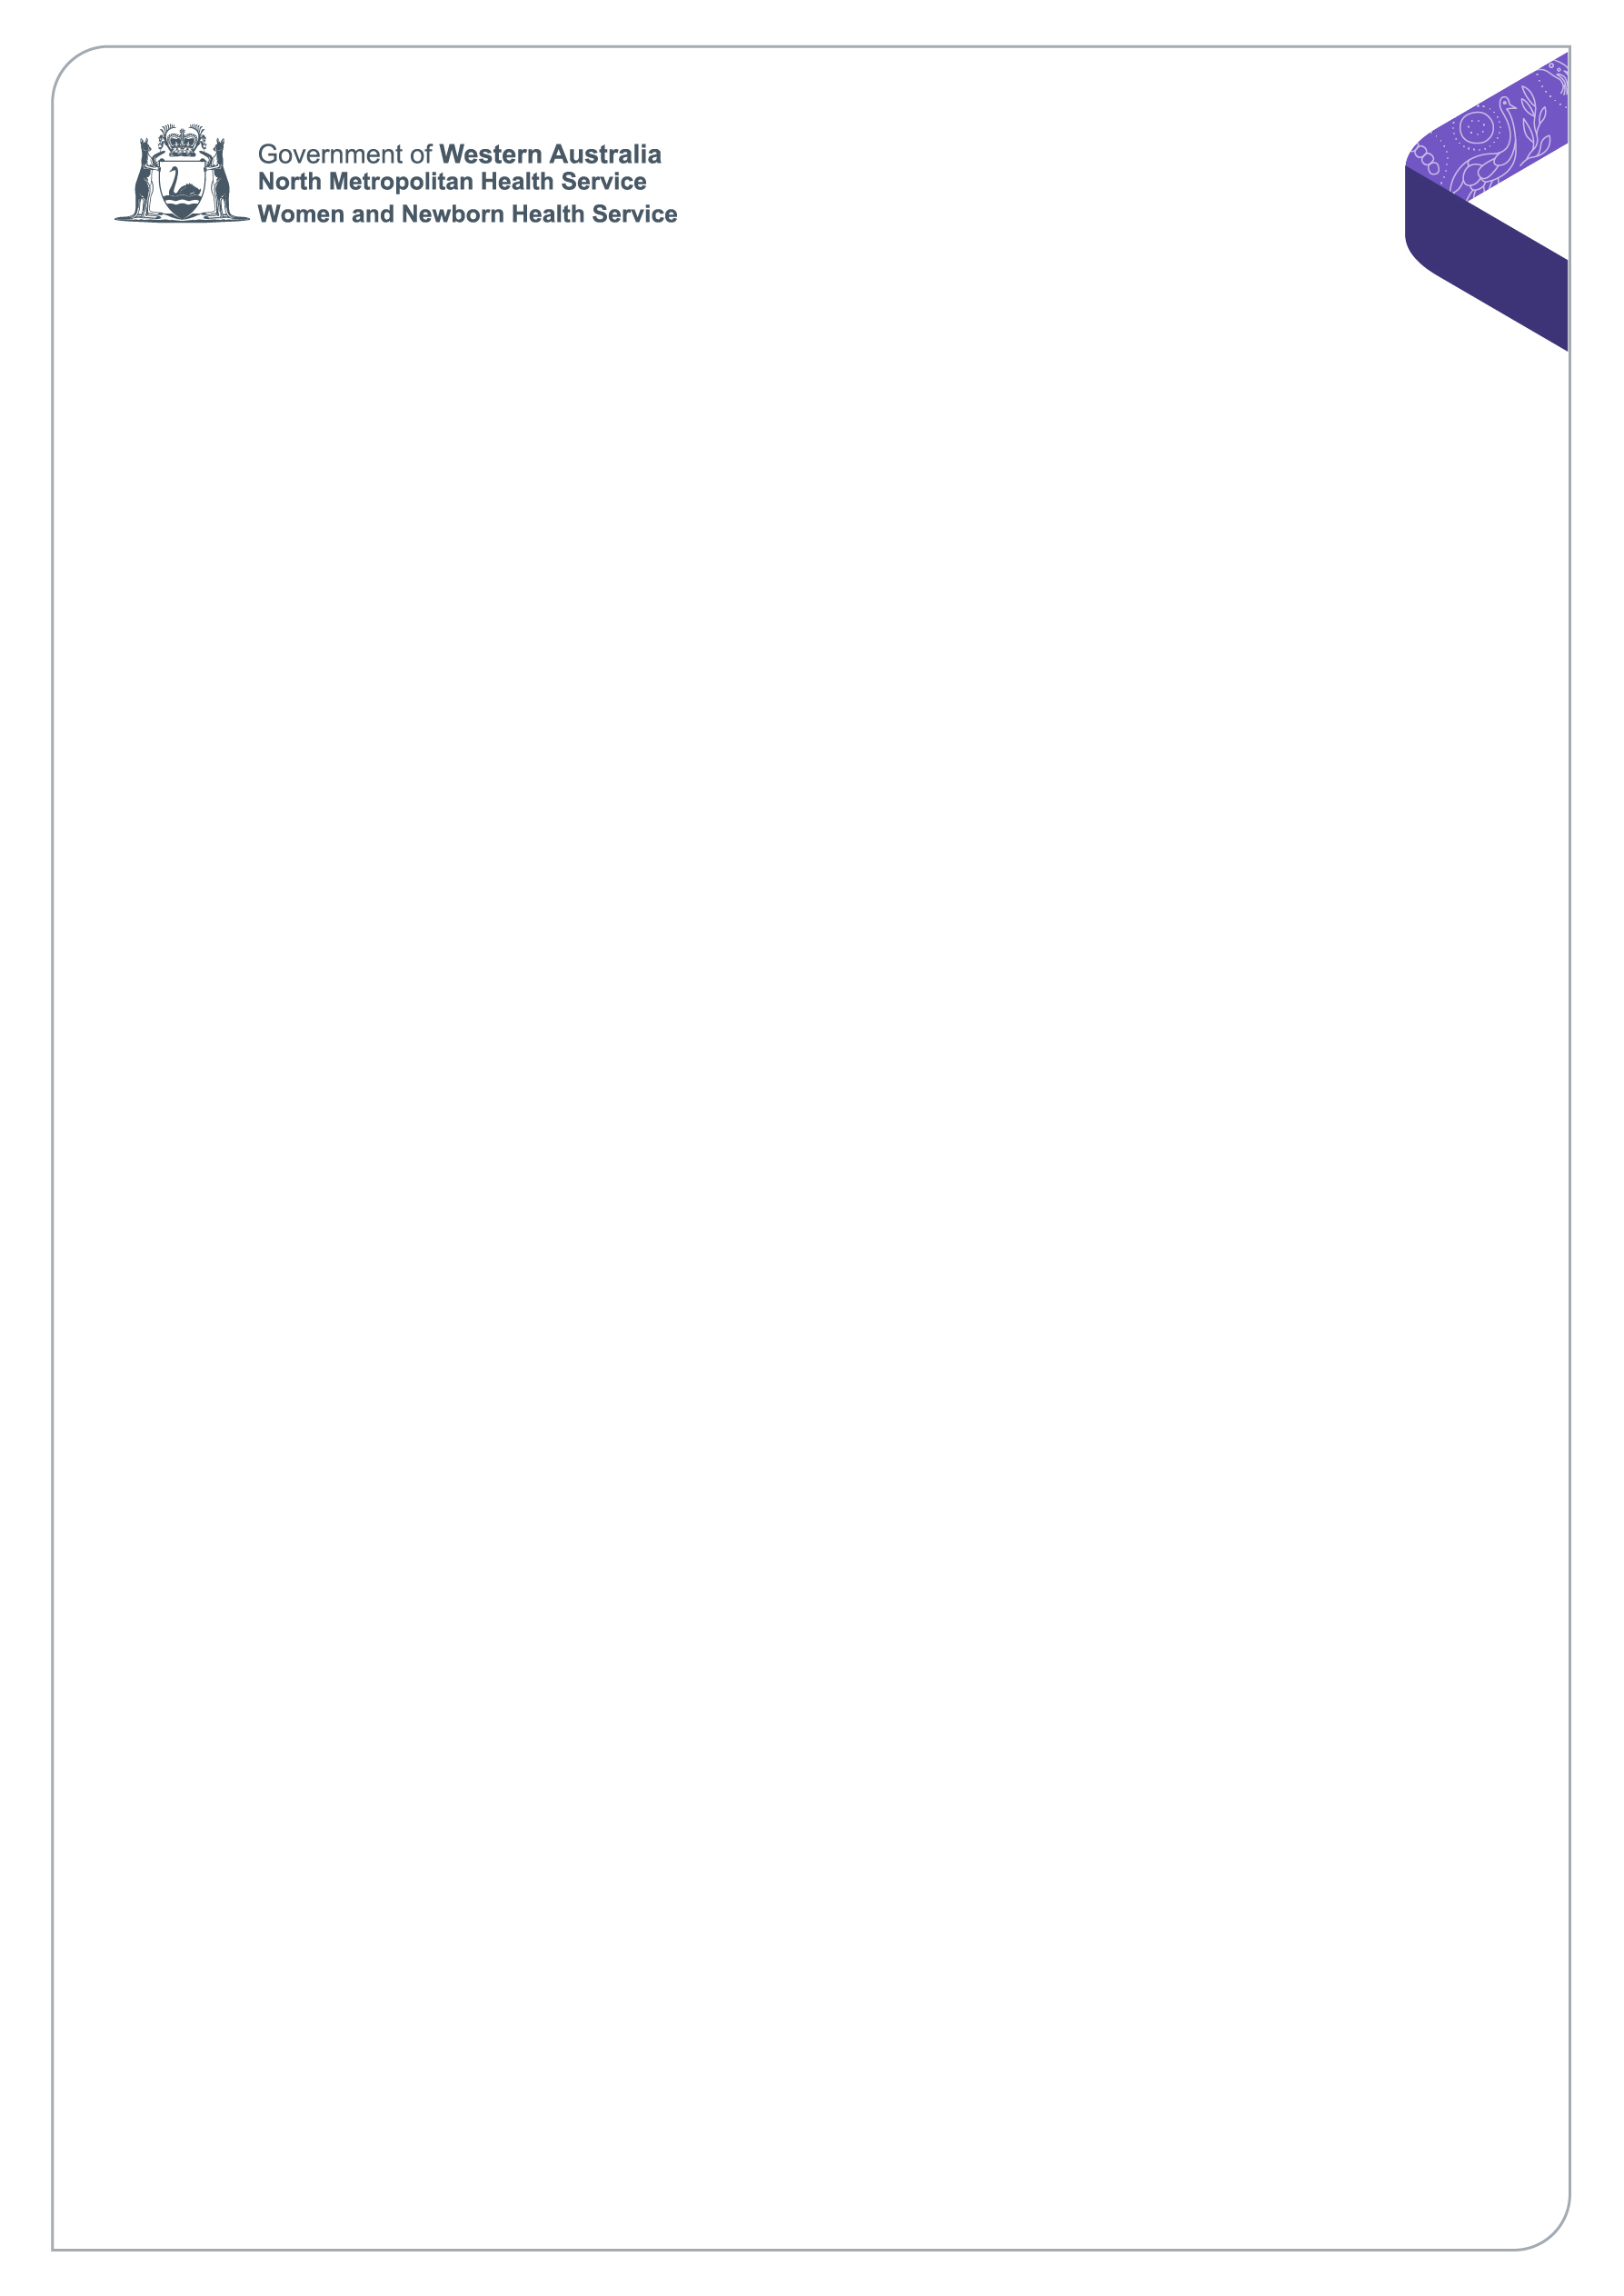 Government of Western Australia
North Metropolitan Health Service
Women and Newborn Health Service